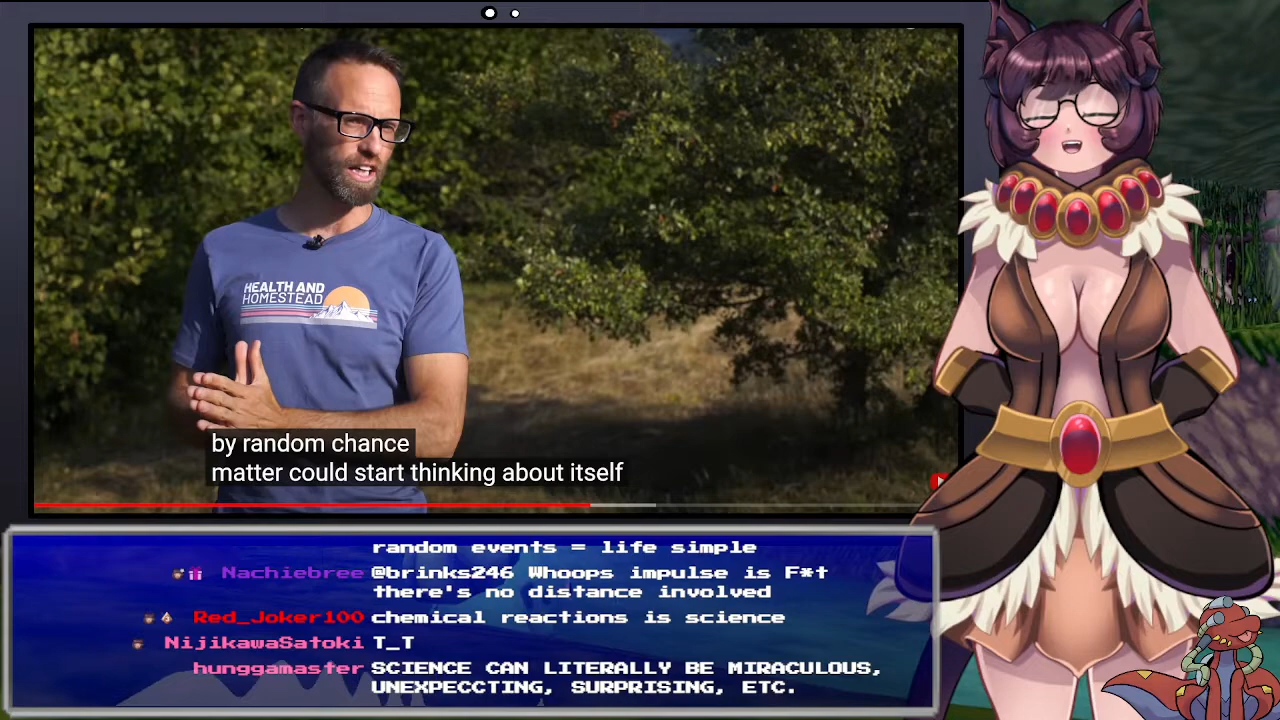 HEALTH AND
HOMESTEAD
by random chance
matter could start thinking about itself
random events = life simple
Nachiebree @brinks246 Whoops impulse is F*t
there's no distance involved
Red_Joker100 chemical reactions is science
NijikawaSatoki T_T
hunggamaster SCIENCE CAN LITERALLY BE MIRACULOUS,
UNEXPECCTING, SURPRISING, ETC.